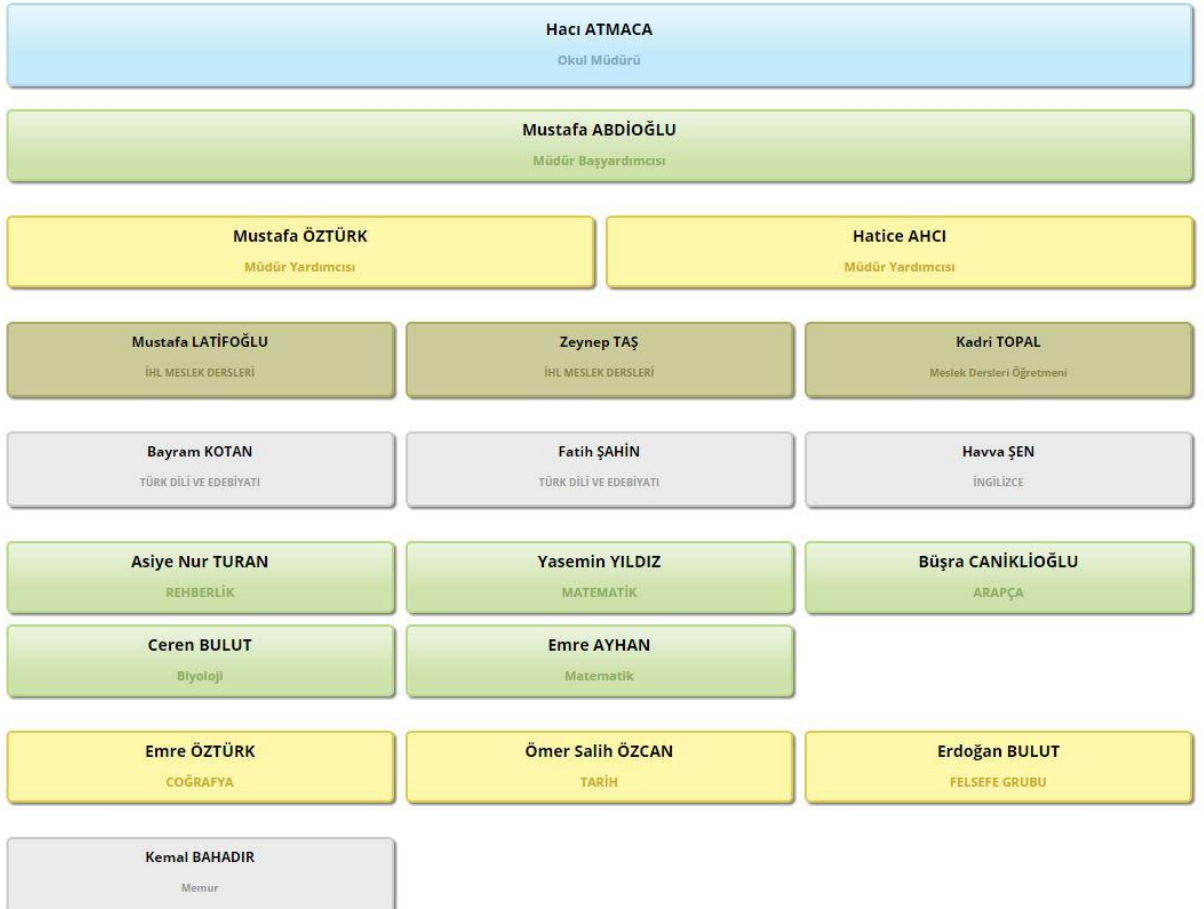 Hacı ATMACA
Okul Müdürü
Mustafa ABDİOĞLU
Müdür Başyardımcısı
Mustafa ÖZTÜRK
Müdür Yardımcısı
Hatice AHCI
Müdür Yardımcısı
Mustafa LATİFOĞLU
İHL MESLEK DERSLERİ
Zeynep TAŞ
İHL MESLEK DERSLERİ
Kadri TOPAL
Meslek Dersleri Öğretmeni
Bayram KOTAN
TÜRK DİLİ VE EDEBİYATI
Fatih ŞAHİN
TÜRK DİLİ VE EDEBİYATI
Havva ŞEN
İNGİLİZCE
Asiye Nur TURAN
REHBERLİK
Yasemin YILDIZ
MATEMATİK
Büşra CANİKLİOĞLU
ARAPÇA
Ceren BULUT
Biyoloji
Emre AYHAN
Matematik
Emre ÖZTÜRK
COĞRAFYA
Ömer Salih ÖZCAN
TARİH
Erdoğan BULUT
FELSEFE GRUBU
Kemal BAHADIR
Memur